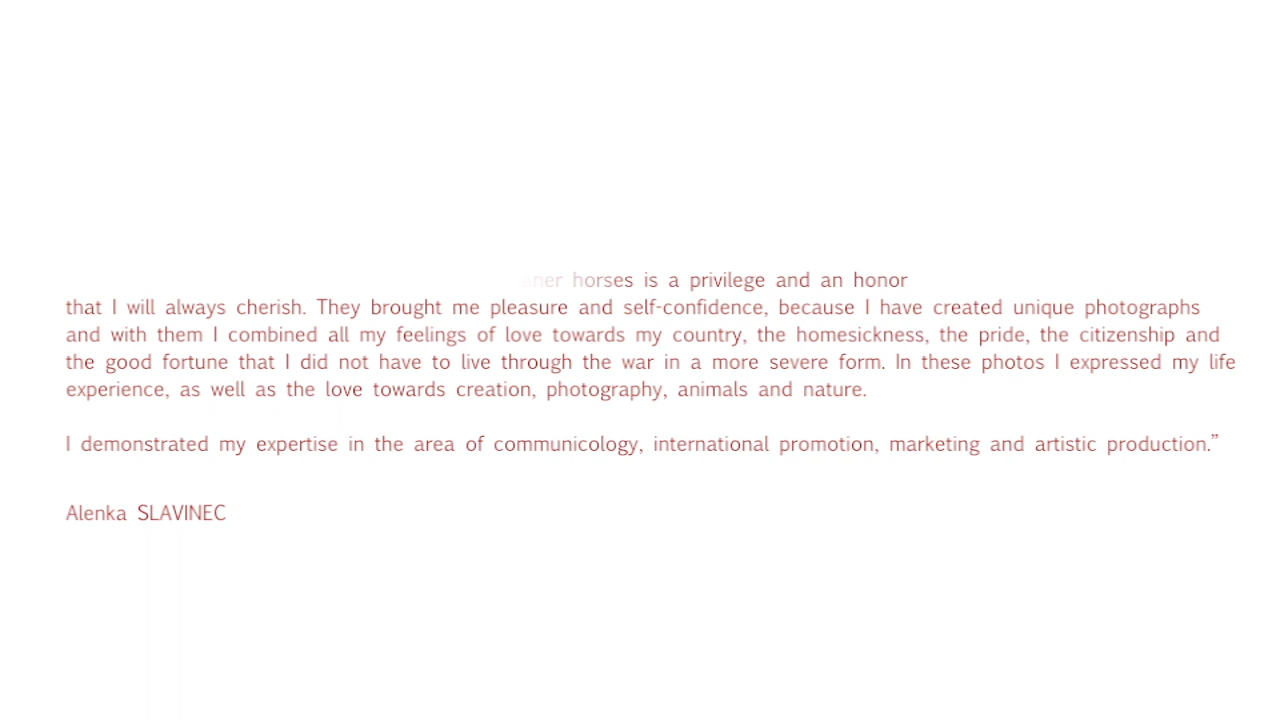 horses is a privilege and an honor
that I will always cherish. They brought me pleasure and self-confidence, because I have created unique photographs
and with them I combined all my feelings of love towards my country, the homesickness, the pride, the citizenship and
the good fortune that I did not have to live through the war in a more severe form. In these photos I expressed my life
experience, as well as the love towards creation, photography, animals and nature.
I demonstrated my expertise in the area of communicology, international promotion, marketing and artistic production.”
Alenka SLAVINEC